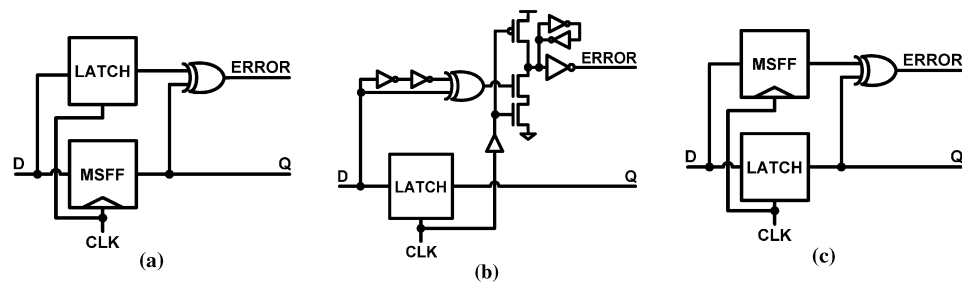 LATCH
ERROR
D
MSFF
Q
CLK
(a)
ERROR
D
LATCH
Q
CLK
(b)
MSFF
ERROR
D
LATCH
Q
CLK
(c)